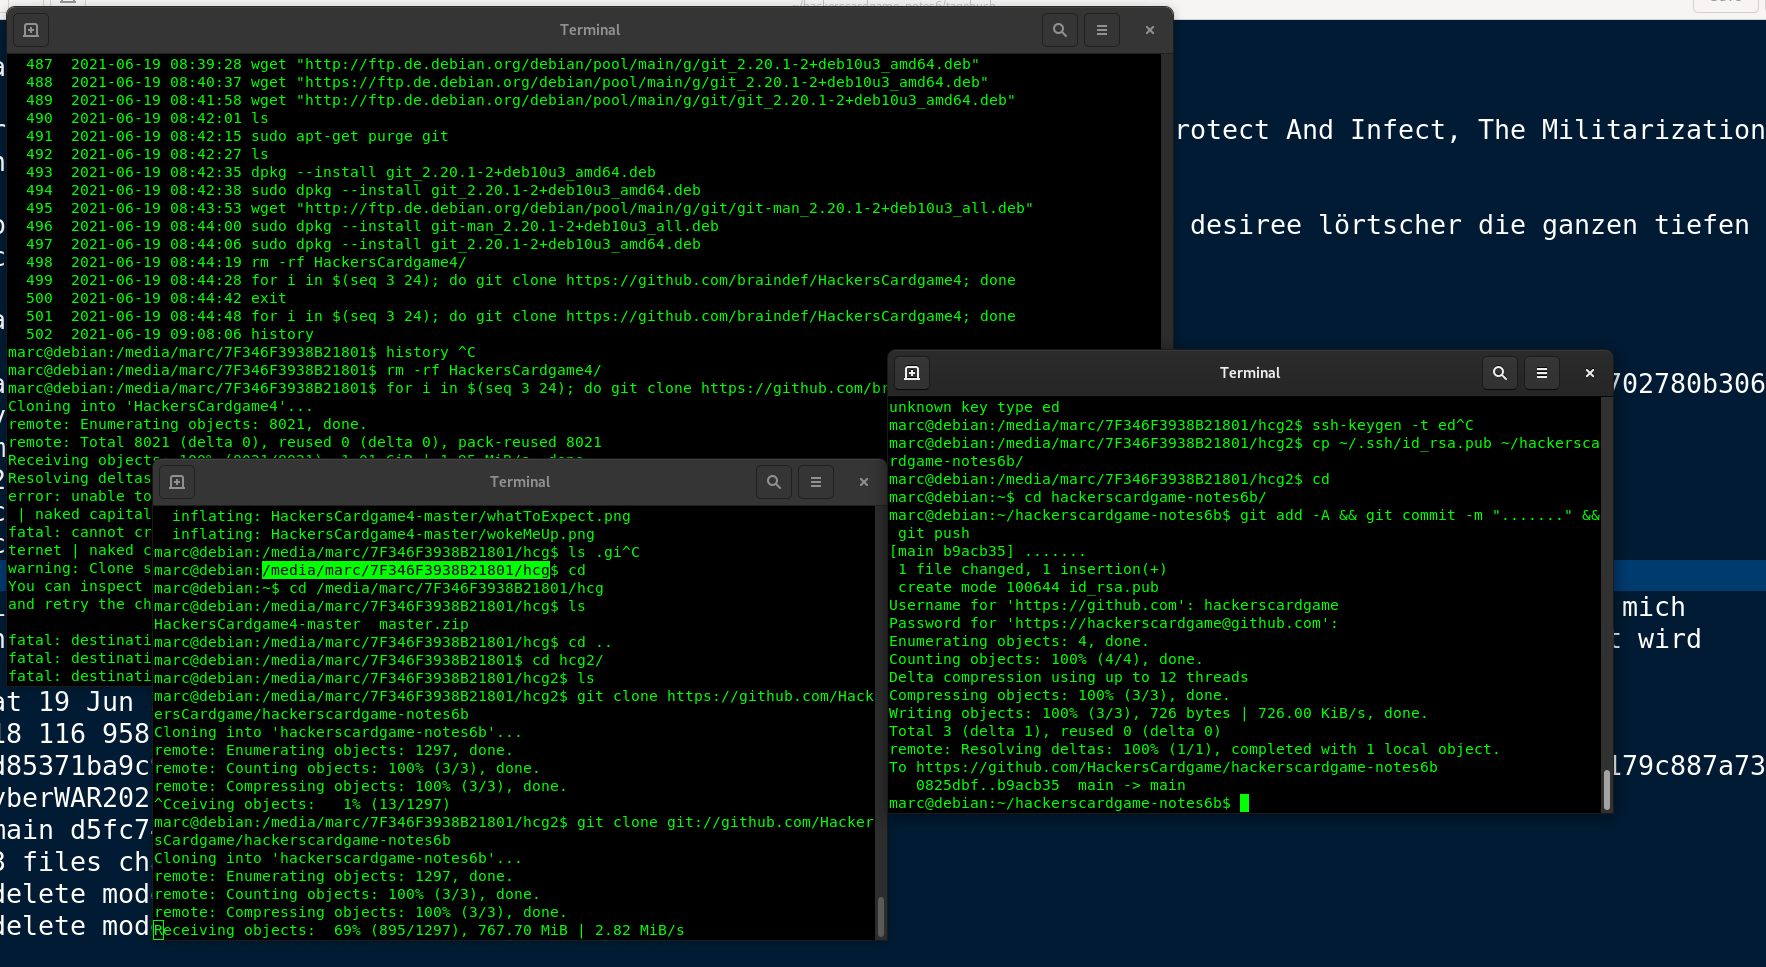 ~/hackerscardgame-notes6/tagebuch
Terminal
487  2021-06-19 08:39:28 wget "http://ftp.de.debian.org/debian/pool/main/g/git_2.20.1-2+deb10u3_amd64.deb"
488  2021-06-19 08:40:37 wget "https://ftp.de.debian.org/debian/pool/main/g/git_2.20.1-2+deb10u3_amd64.deb"
489  2021-06-19 08:41:58 wget "http://ftp.de.debian.org/debian/pool/main/g/git/git_2.20.1-2+deb10u3_amd64.deb"
490  2021-06-19 08:42:01 ls
491  2021-06-19 08:42:15 sudo apt-get purge git
492  2021-06-19 08:42:27 ls
493  2021-06-19 08:42:35 dpkg --install git_2.20.1-2+deb10u3_amd64.deb
494  2021-06-19 08:42:38 sudo dpkg --install git_2.20.1-2+deb10u3_amd64.deb
495  2021-06-19 08:43:53 wget "http://ftp.de.debian.org/debian/pool/main/g/git/git-man_2.20.1-2+deb10u3_all.deb"
496  2021-06-19 08:44:00 sudo dpkg --install git-man_2.20.1-2+deb10u3_all.deb
497  2021-06-19 08:44:06 sudo dpkg --install git_2.20.1-2+deb10u3_amd64.deb
498  2021-06-19 08:44:19 rm -rf HackersCardgame4/
499  2021-06-19 08:44:28 for i in $(seq 3 24); do git clone https://github.com/braindef/HackersCardgame4; done
500  2021-06-19 08:44:42 exit
501  2021-06-19 08:44:48 for i in $(seq 3 24); do git clone https://github.com/braindef/HackersCardgame4; done
502  2021-06-19 09:08:06 history
marc@debian:/media/marc/7F346F3938B21801$ history ^C
marc@debian:/media/marc/7F346F3938B21801$ rm -rf HackersCardgame4/
marc@debian:/media/marc/7F346F3938B21801$ for i in $(seq 3 24); do git clone https://github.com/br
Cloning into 'HackersCardgame4'...
remote: Enumerating objects: 8021, done.
remote: Total 8021 (delta 0), reused 0 (delta 0), pack-reused 8021
Receiving objects: 100% (8021/8021), 1.01 GiB | 1.95 MiB/s, done.
Resolving deltas
error: unable to
| naked capital
fatal: cannot cr
ternet | naked c
warning: Clone s
You can inspect
and retry the ch
fatal: destinati
fatal: destinati
fatal: destinati
Terminal
inflating: HackersCardgame4-master/whatToExpect.png
inflating: HackersCardgame4-master/wokeMeUp.png
marc@debian:/media/marc/7F346F3938B21801/hcg$ ls .gi^C
marc@debian:/media/marc/7F346F3938B21801/hcg$ cd
marc@debian:~$ cd /media/marc/7F346F3938B21801/hcg
marc@debian:/media/marc/7F346F3938B21801/hcg$ ls
HackersCardgame4-master  master.zip
marc@debian:/media/marc/7F346F3938B21801/hcg$ cd ..
marc@debian:/media/marc/7F346F3938B21801$ cd hcg2/
marc@debian:/media/marc/7F346F3938B21801/hcg2$ ls
marc@debian:/media/marc/7F346F3938B21801/hcg2$ git clone https://github.com/Hack
ersCardgame/hackerscardgame-notes6b
Cloning into 'hackerscardgame-notes6b'...
remote: Enumerating objects: 1297, done.
remote: Counting objects: 100% (3/3), done.
remote: Compressing objects: 100% (3/3), done.
^Cceiving objects:   1% (13/1297)
marc@debian:/media/marc/7F346F3938B21801/hcg2$ git clone git://github.com/Hacker
sCardgame/hackerscardgame-notes6b
Cloning into 'hackerscardgame-notes6b'...
remote: Enumerating objects: 1297, done.
remote: Counting objects: 100% (3/3), done.
remote: Compressing objects: 100% (3/3), done.
Receiving objects:  69% (895/1297), 767.70 MiB | 2.82 MiB/s
Terminal
unknown key type ed
marc@debian:/media/marc/7F346F3938B21801/hcg2$ ssh-keygen -t ed^C
marc@debian:/media/marc/7F346F3938B21801/hcg2$ cp ~/.ssh/id_rsa.pub ~/hackersca
rdgame-notes6b/
marc@debian:/media/marc/7F346F3938B21801/hcg2$ cd
marc@debian:~$ cd hackerscardgame-notes6b/
marc@debian:~/hackerscardgame-notes6b$ git add -A && git commit -m "......." &&
git push
[main b9acb35] .......
1 file changed, 1 insertion(+)
create mode 100644 id_rsa.pub
Username for 'https://github.com': hackerscardgame
Password for 'https://hackerscardgame@github.com':
Enumerating objects: 4, done.
Counting objects: 100% (4/4), done.
Delta compression using up to 12 threads
Compressing objects: 100% (3/3), done.
Writing objects: 100% (3/3), 726 bytes | 726.00 KiB/s, done.
Total 3 (delta 1), reused 0 (delta 0)
remote: Resolving deltas: 100% (1/1), completed with 1 local object.
To https://github.com/HackersCardgame/hackerscardgame-notes6b
0825dbf..b9acb35  main -> main
marc@debian:~/hackerscardgame-notes6b$
rotect And Infect, The Militarization
desiree lörtscher die ganzen tiefen
702780b306
mich
t wird
at 19 Jun
18 116 958
d85371ba9c
179c887a73
yberWAR202
main d5fc7
3 files ch
delete mod
delete mod